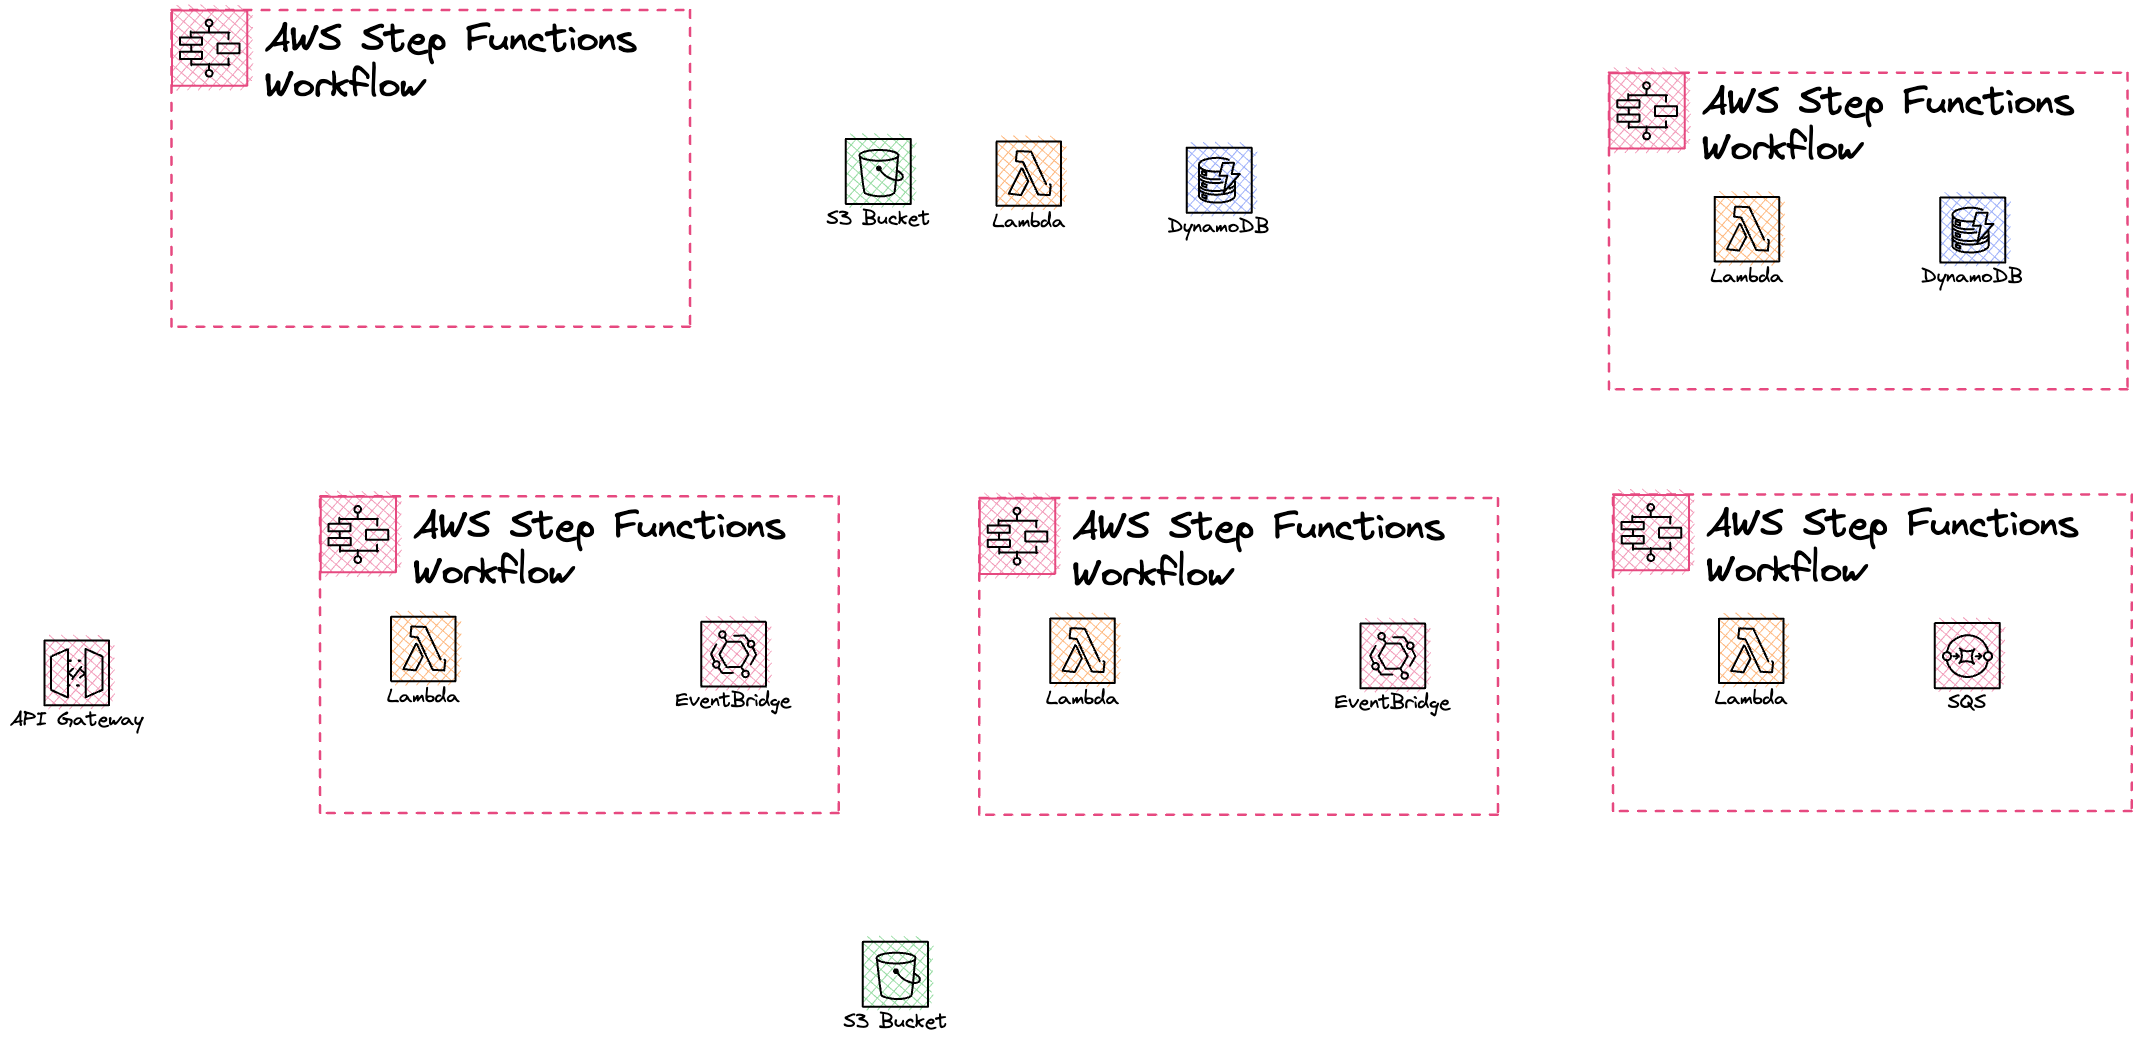 AWS Step Functions
Workflow
S3 Bucket
Lambda
DynamoDB
AWS Step Functions
Workflow
Lambda
DynamoDB
API Gateway
AWS Step Functions
Workflow
Lambda
EventBridge
AWS Step Functions
Workflow
Lambda
EventBridge
AWS Step Functions
Workflow
Lambda
SQS
S3 Bucket